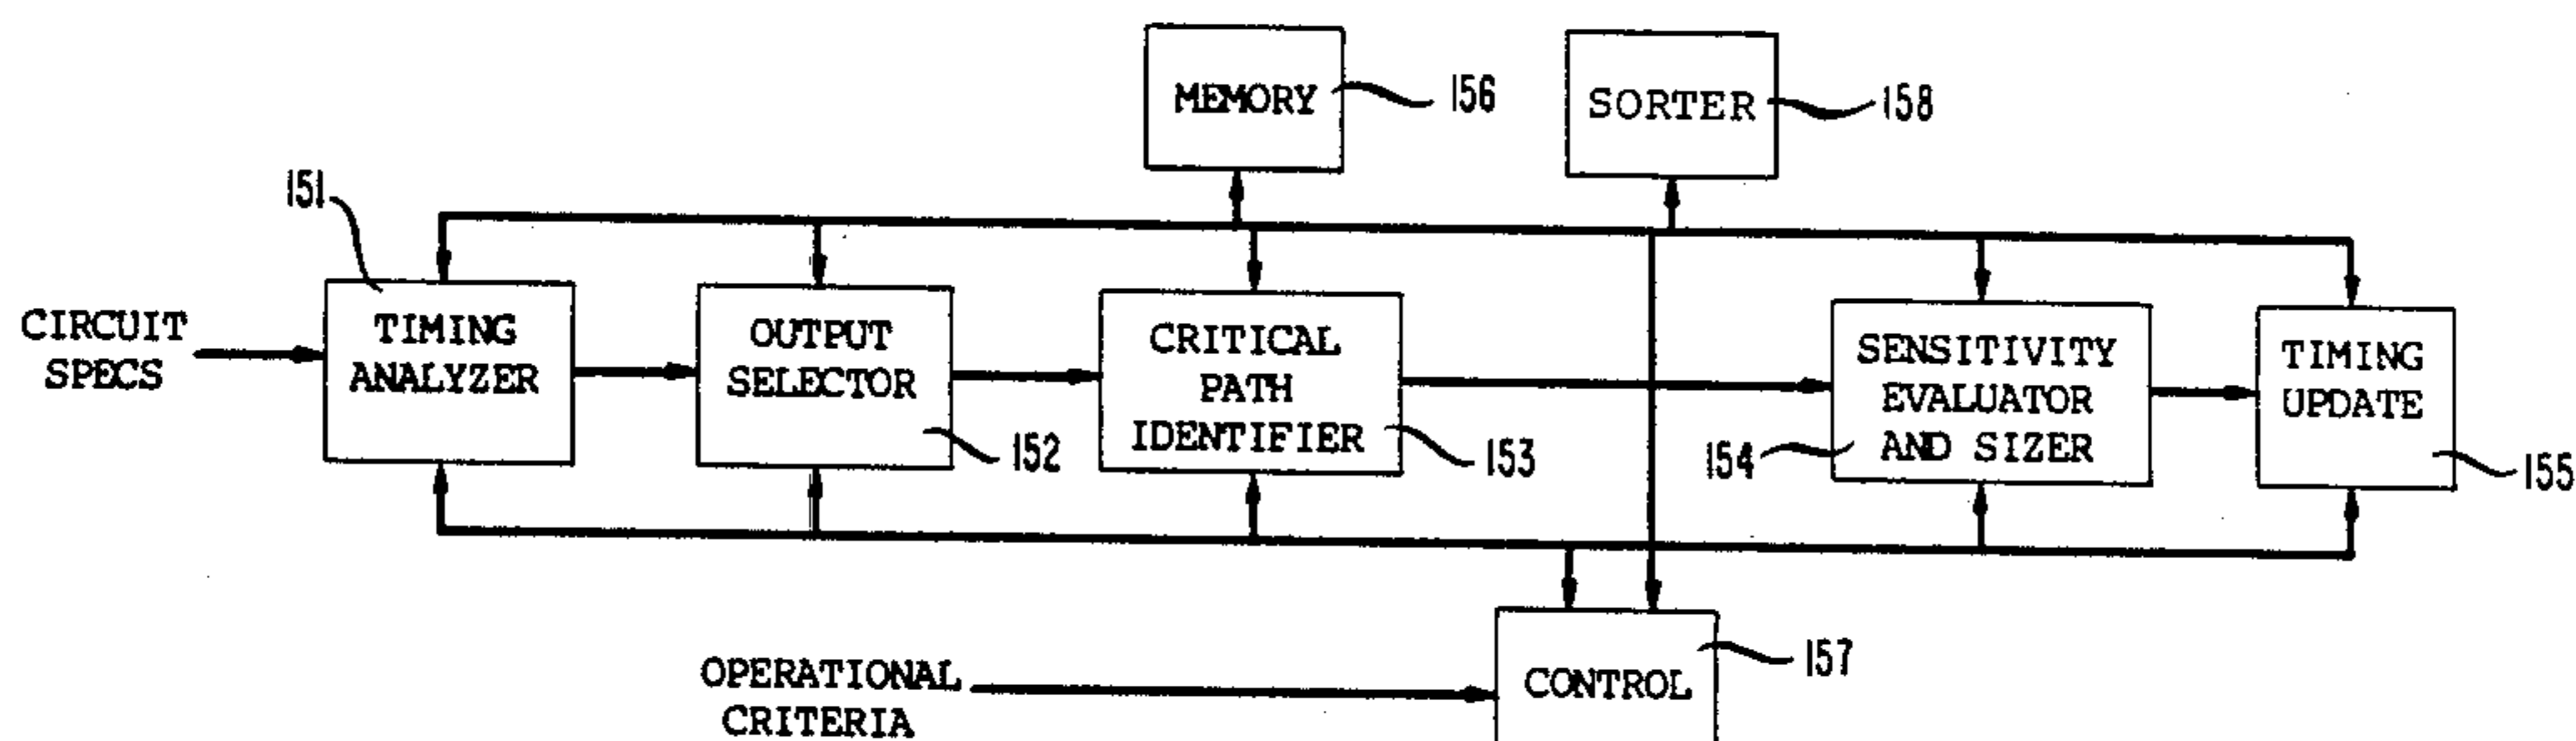 MEMORY
156
SORTER
158
151
CIRCUIT
SPECS
TIMING
ANALYZER
OUTPUT
SELECTOR
152
CRITICAL
PATH
IDENTIFIER
153
SENSITIVITY
EVALUATOR
AND SIZER
154
TIMING
UPDATE
155
OPERATIONAL
CRITERIA
CONTROL
157